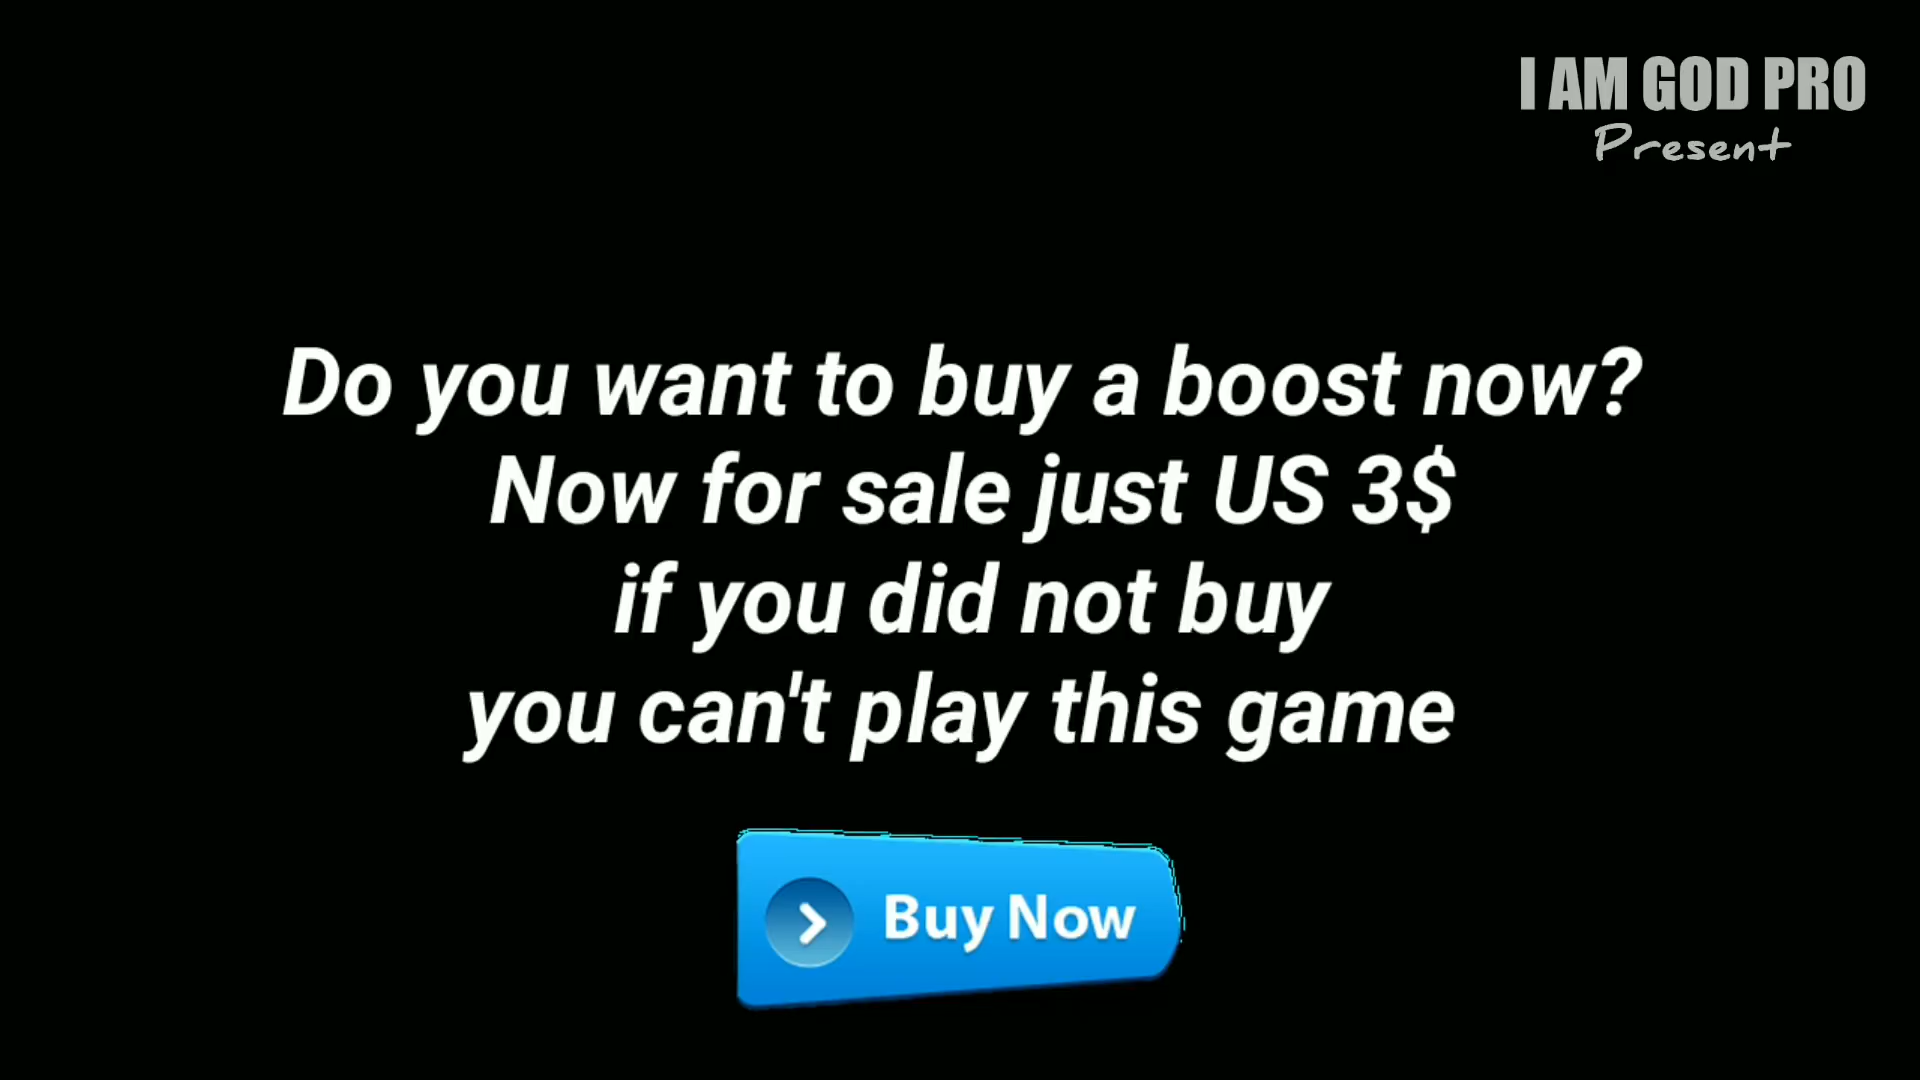 I AM GOD PRO
Present
Do you want to buy a boost now?
Now for sale just US 3$
if you did not buy
you can't play this game
Buy Now